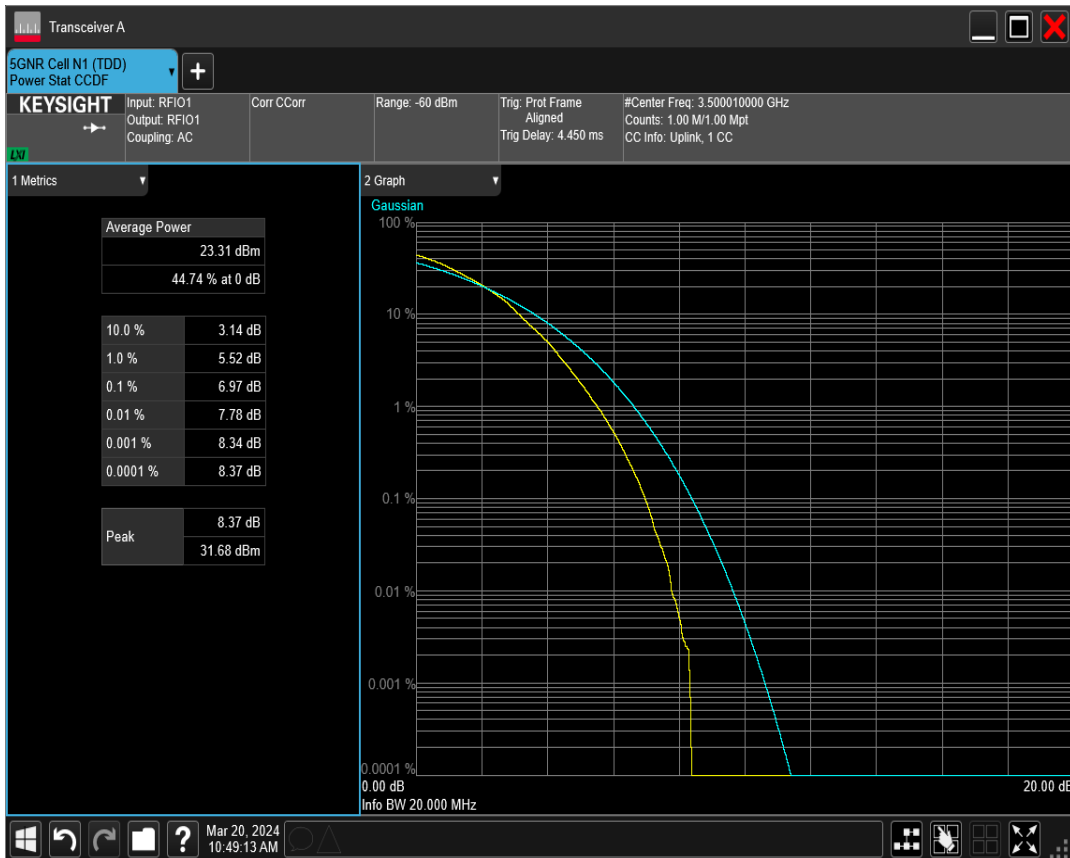 Transceiver A
5GNR Cell N1 (TDD)
Power Stat CCDF
KEYSIGHT
LXI
Input: RFIO1
Output: RFIO1
Coupling: AC
Corr CCorr
Range: -60 dBm
Trig: Prot Frame
Aligned
Trig Delay: 4.450 ms
#Center Freq: 3.500010000 GHz
Counts: 1.00 M/1.00 Mpt
CC Info: Uplink, 1 CC
1 Metrics
Average Power
23.31 dBm
44.74 % at 0 dB
10.0 % 3.14 dB
1.0 % 5.52 dB
0.1 % 6.97 dB
0.01 % 7.78 dB
0.001 % 8.34 dB
0.0001 % 8.37 dB
Peak 8.37 dB
31.68 dBm
2 Graph
Gaussian
100 %
10 %
1 %
0.1 %
0.01 %
0.001 %
0.0001 %
0.00 dB 20.00 dB
Info BW 20.000 MHz
?
Mar 20, 2024
10:49:13 AM